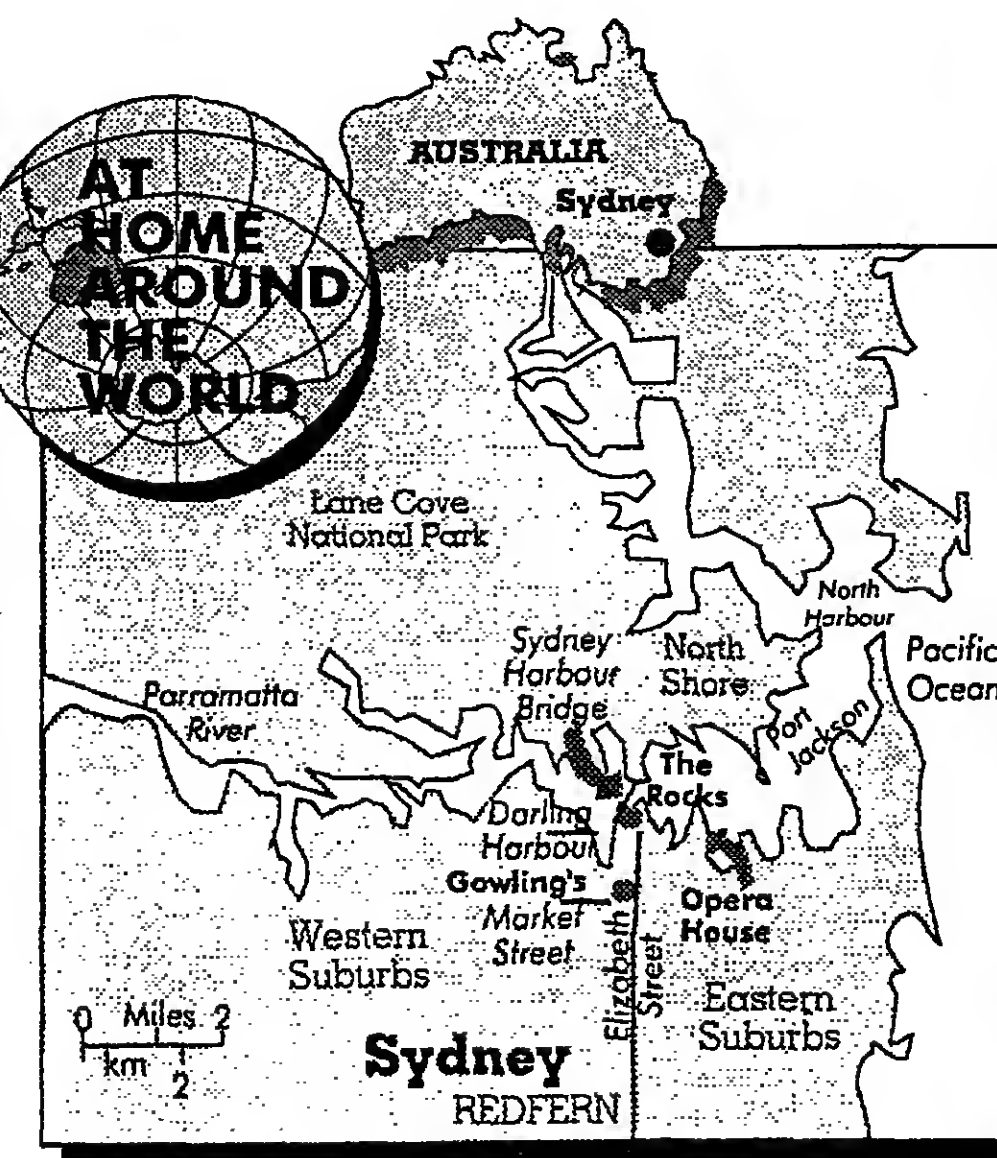 AUSTRALIA
Sydney
AT
HOME
AROUND
THE
WORLD
Lane Cove
National Park
North
Harbour
Pacific
Ocean
Sydney
Harbour
Bridge
North
Shore
Parramatta
River
Port
Jackson
The
Rocks
Darling
Harbour
Gowling's
Market
Street
Opera
House
Elizabeth
Street
Western
Suburbs
Eastern
Suburbs
0 Miles 2
km 2
Sydney
REDFERN